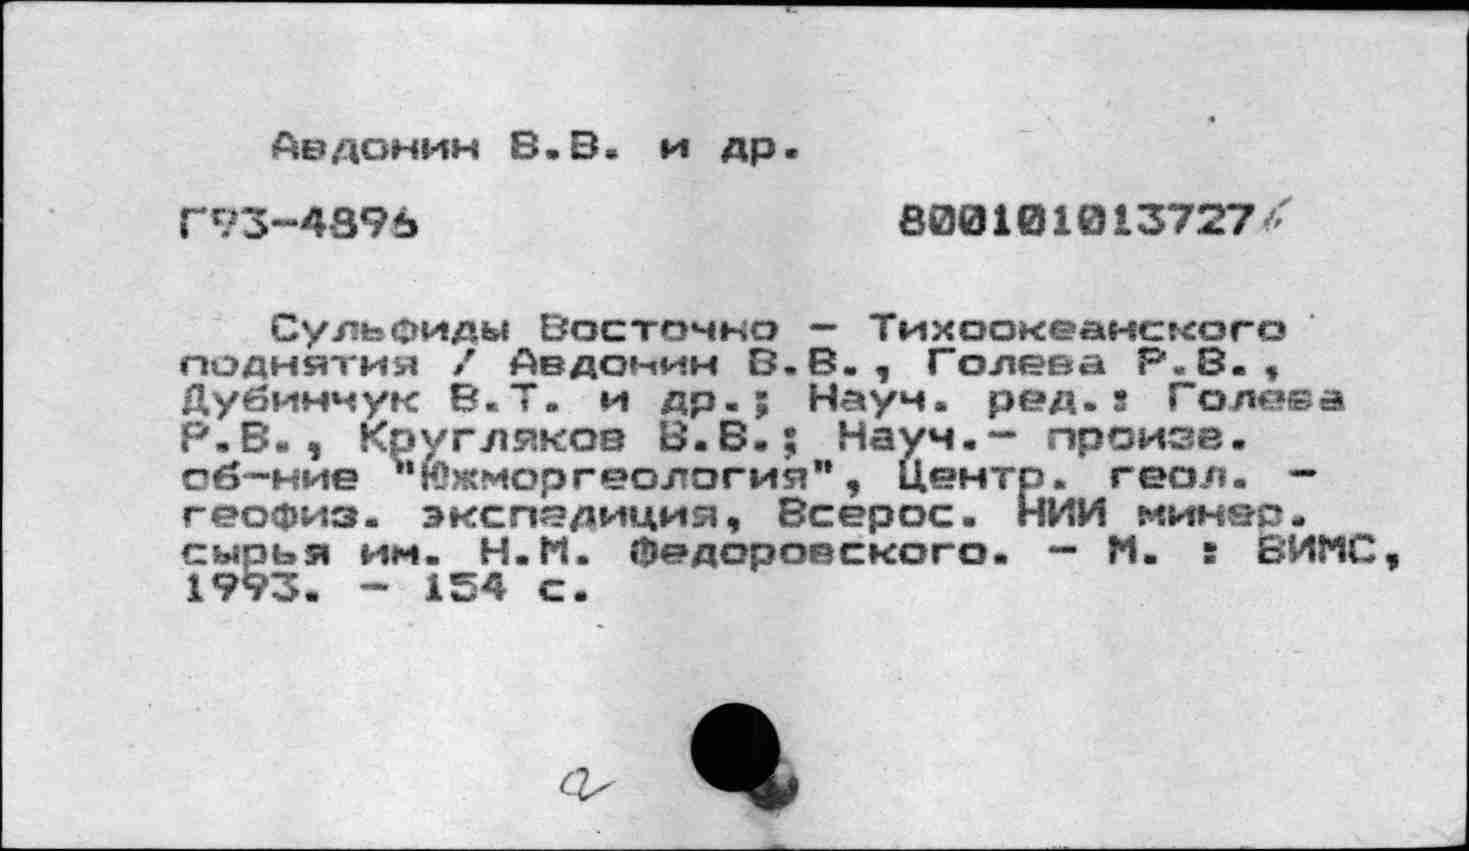 Авдонин В.В. и др.
Г93-4896 800101013727
Сульфиды Восточно - Тихоокеанского
поднятия / Авдонин В.В., Голева Р.В.,
Дубинчук В.Т. и др.; Науч. ред.: Голева
Р.В., Кругляков В.В.; Науч.- произв.
об-ние "Южморгеология", Центр. геол. -
геофиз. экспедиция, Всерос. НИИ минер.
сырья им. Н.М. Федоровского. - М. : ВИМС,
1993. - 154 с.